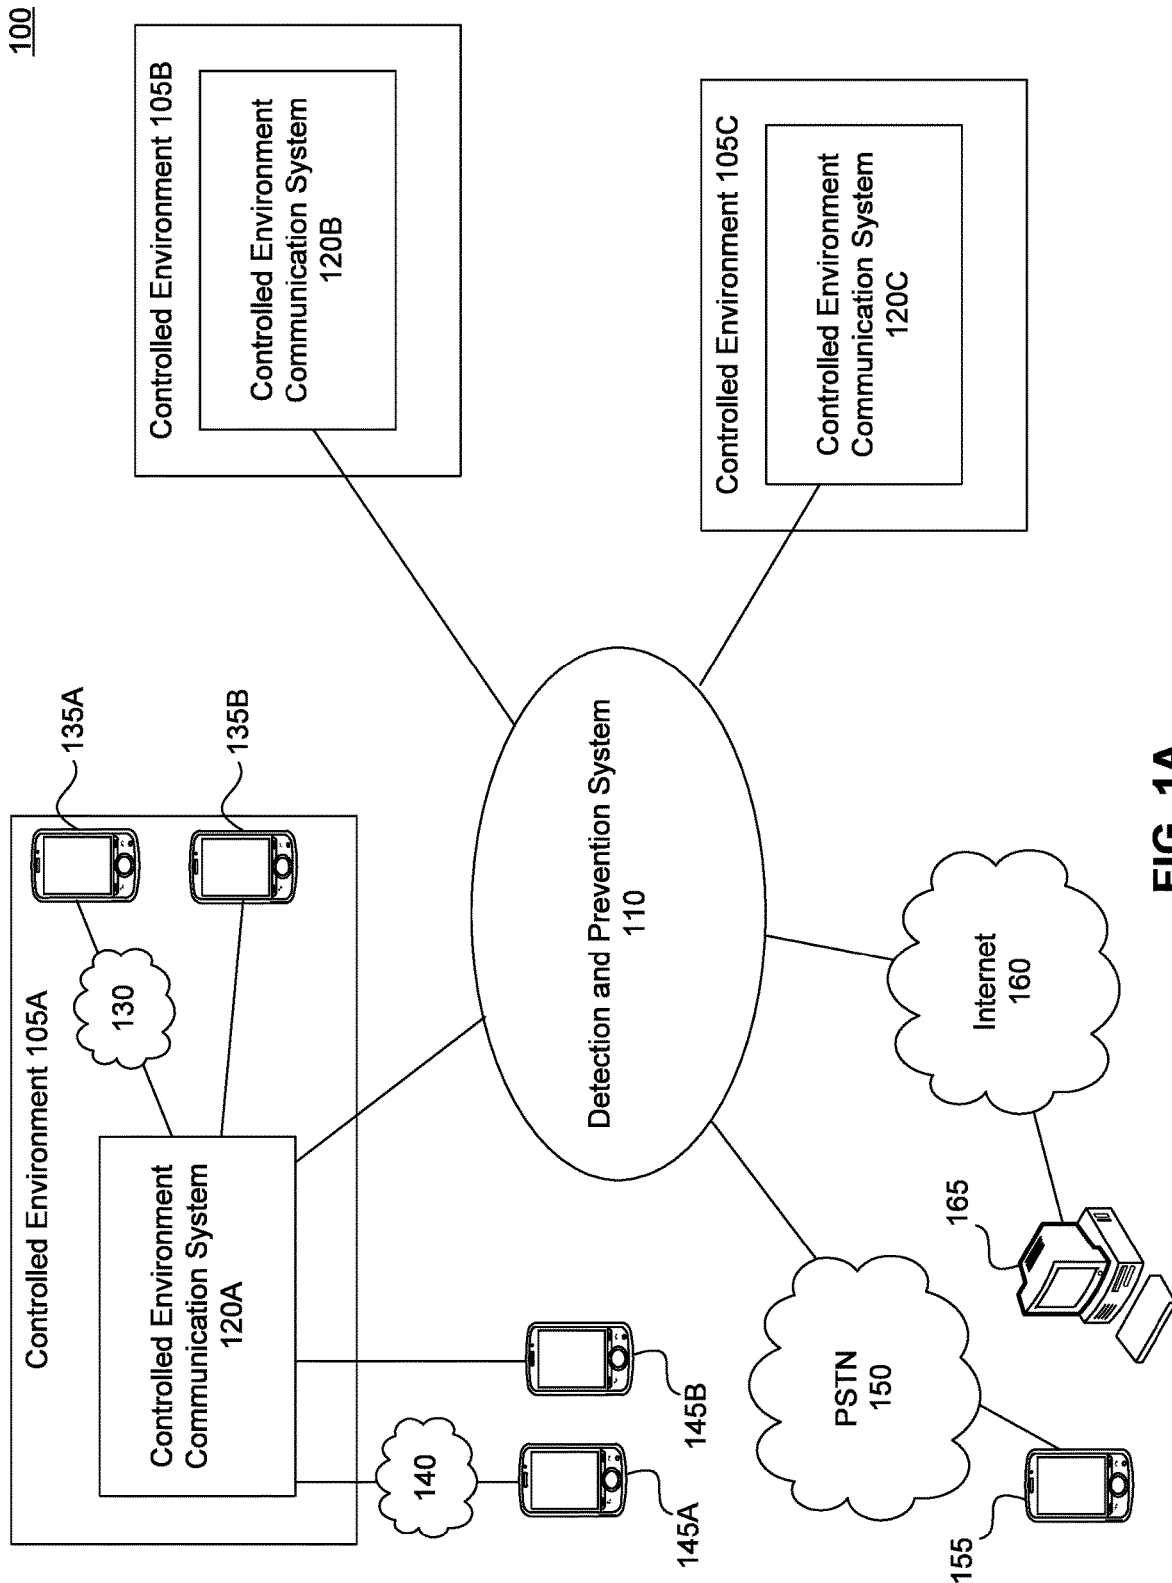 100
Controlled Environment 105A
Controlled Environment
Communication System
120A
130
135A
135B
140
145A
145B
Controlled Environment 105B
Controlled Environment
Communication System
120B
Controlled Environment 105C
Controlled Environment
Communication System
120C
Detection and Prevention System
110
PSTN
150
155
Internet
160
165
FIG. 1A